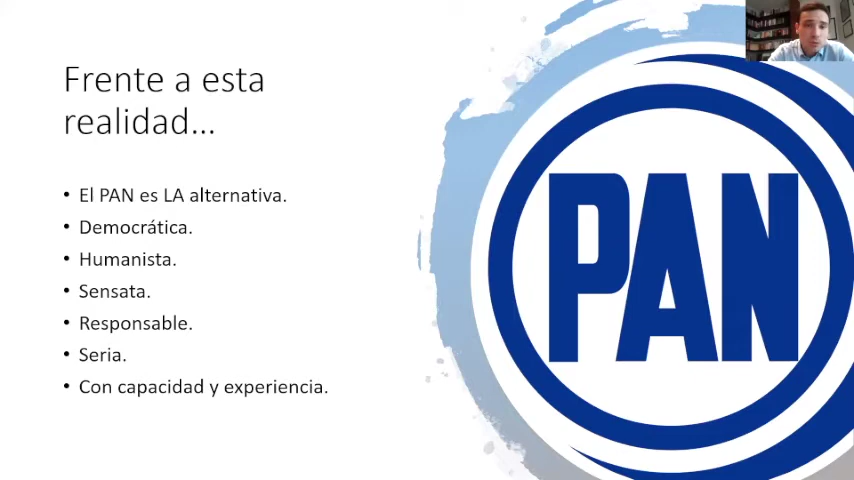 Frente a esta
realidad...
• El PAN es LA alternativa.
• Democrática.
• Humanista.
• Sensata.
• Responsable.
• Seria.
• Con capacidad y experiencia.
PAN